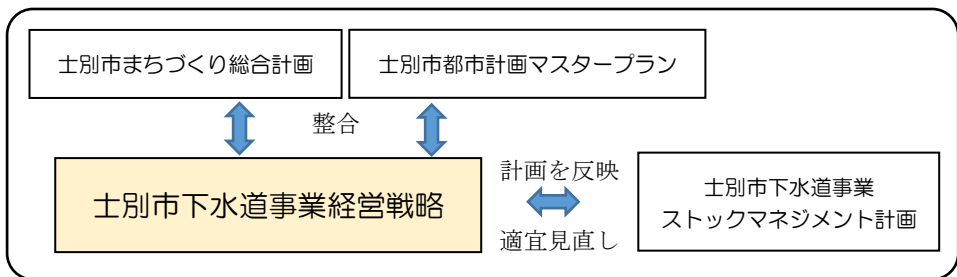 士別市まちづくり総合計画
士別市都市計画マスタープラン
整合
士別市下水道事業経営戦略
計画を反映
適宜見直し
士別市下水道事業
ストックマネジメント計画